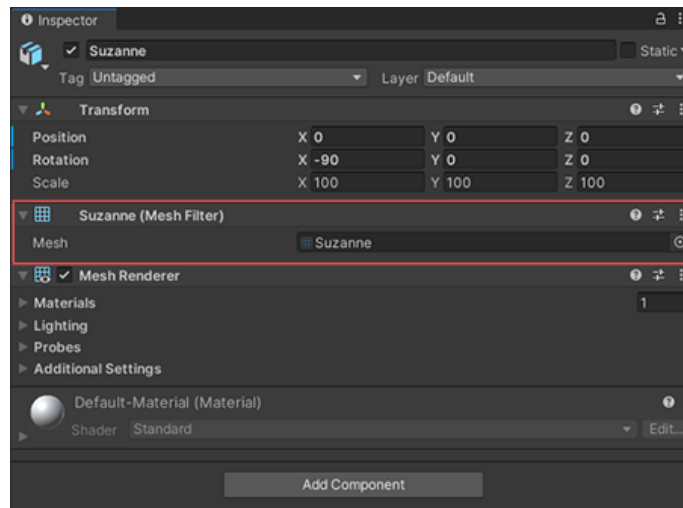 Inspector
Suzanne Static
Tag Untagged Layer Default
Transform
Position X 0 Y 0 Z 0
Rotation X -90 Y 0 Z 0
Scale X 100 Y 100 Z 100
Suzanne (Mesh Filter)
Mesh Suzanne
Mesh Renderer
Materials 1
Lighting
Probes
Additional Settings
Default-Material (Material)
Shader Standard Edit...
Add Component